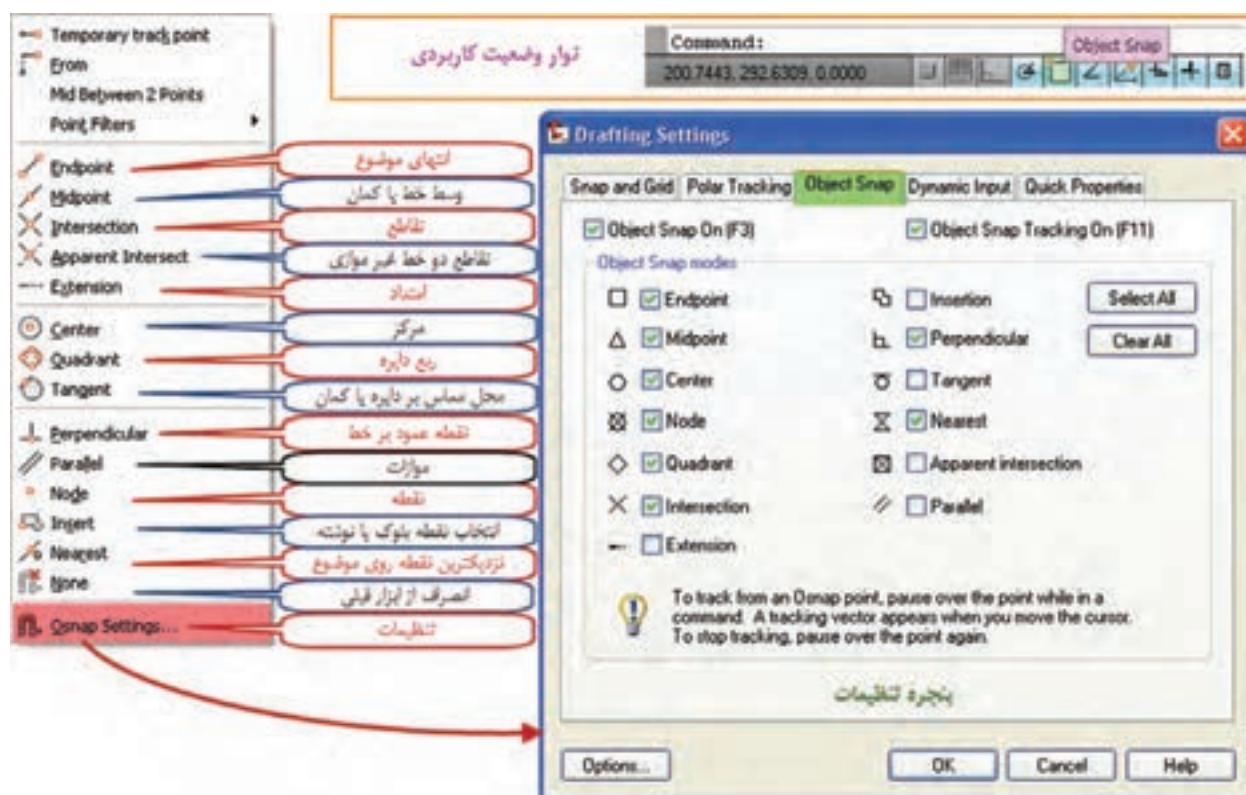 Temporary track point
From
Mid Between 2 Points
Point Filters
Endpoint
انتهای موضوع
Midpoint
وسط خط یا کمان
Intersection
تقاطع
Apparent Intersect
تقاطع دو خط غیر موازی
Extension
امتداد
Center
مرکز
Quadrant
ربع دایره
Tangent
محل مماس بر دایره یا کمان
Perpendicular
نقطه عمود بر خط
Parallel
موازات
Node
نقطه
Insert
انتخاب نقطه بلوک یا نوشته
Nearest
نزدیکترین نقطه روی موضوع
None
انصراف از ابزار قبلی
Osnap Settings...
تنظیمات
نوار وضعیت کاربردی
Command:
Object Snap
200.7443, 292.6309, 0.0000
Drafting Settings
Snap and Grid Polar Tracking Object Snap Dynamic Input Quick Properties
Object Snap On (F3) Object Snap Tracking On (F11)
Object Snap modes
Endpoint Insertion Select All
Midpoint Perpendicular Clear All
Center Tangent
Node Nearest
Quadrant Apparent intersection
Intersection Parallel
Extension
To track from an Osnap point, pause over the point while in a
command. A tracking vector appears when you move the cursor.
To stop tracking, pause over the point again.
پنجره تنظیمات
Options... OK Cancel Help